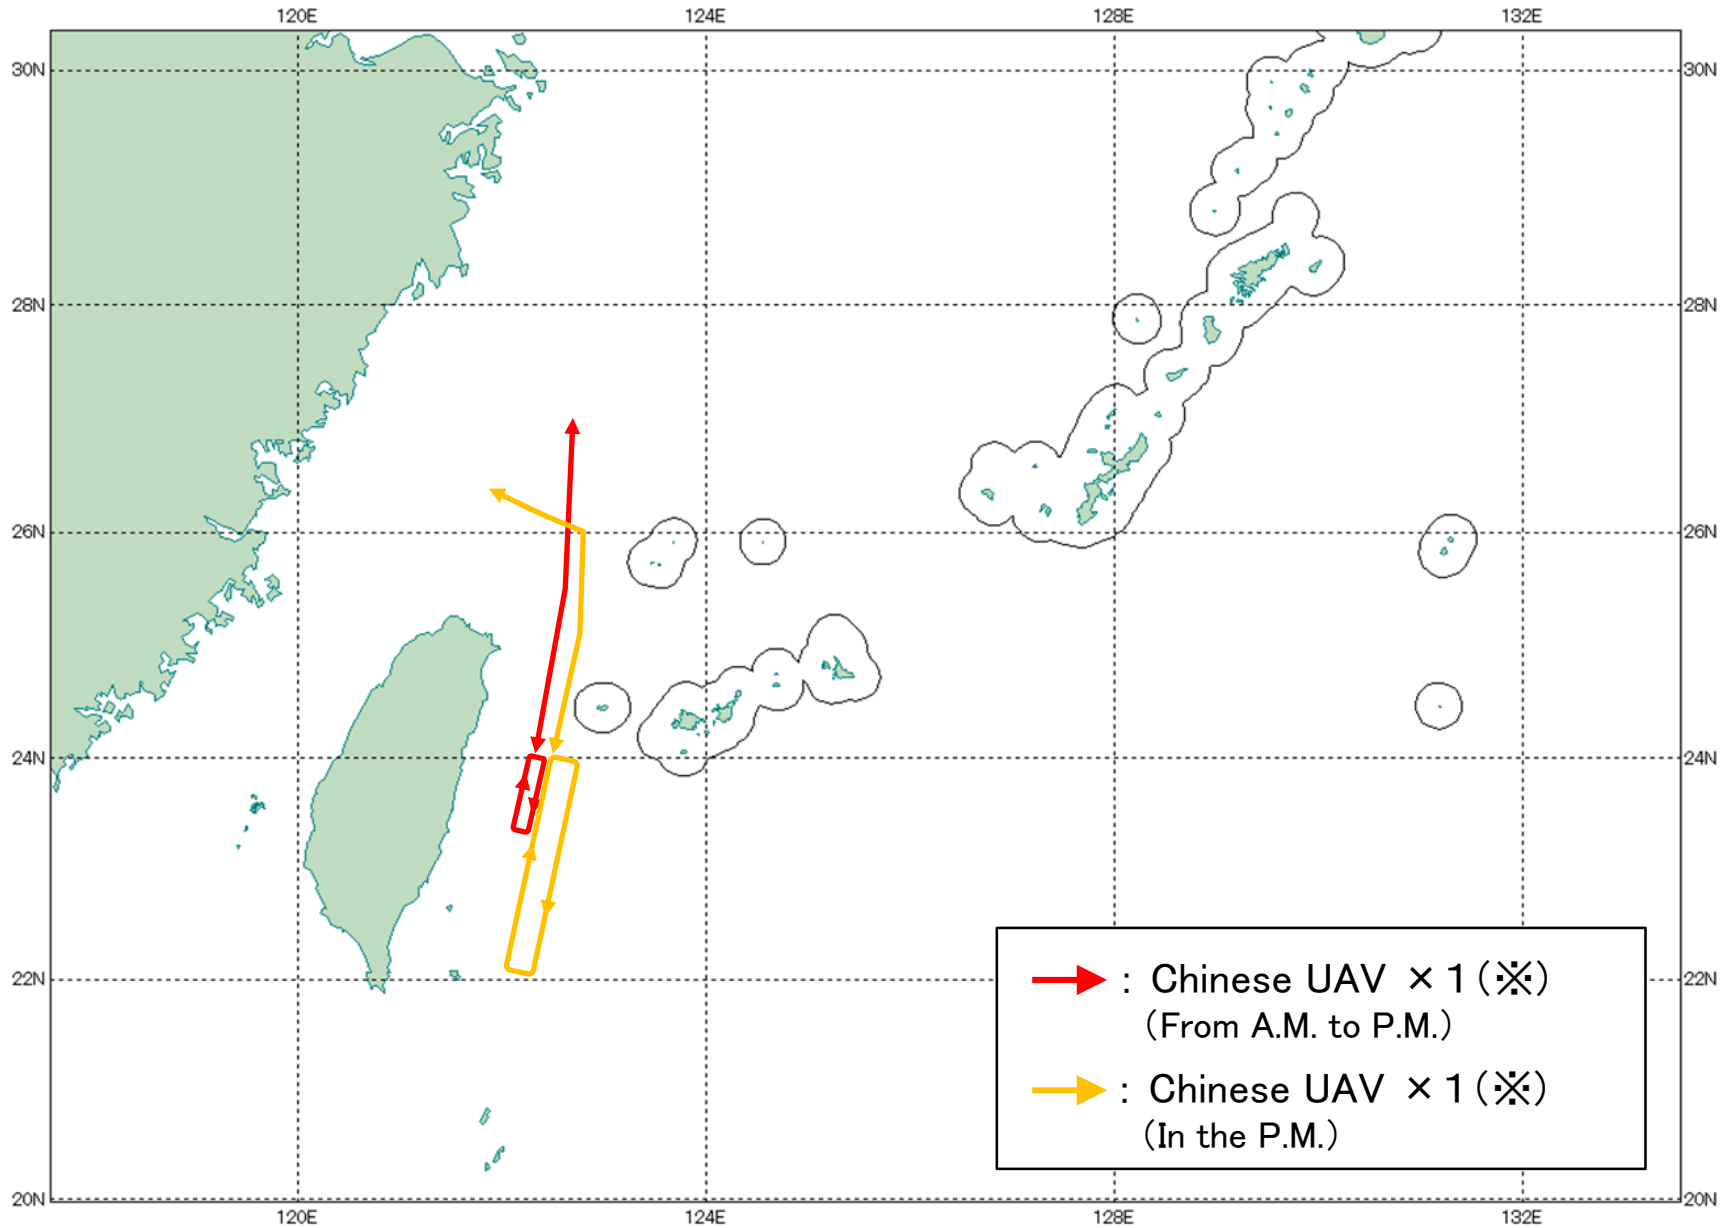 120E 124E 128E 132E
30N 30N
28N 28N
26N 26N
24N 24N
22N 22N
20N 20N
120E 124E 128E 132E
: Chinese UAV ×1(※)
(From A.M. to P.M.)
: Chinese UAV ×1(※)
(In the P.M.)